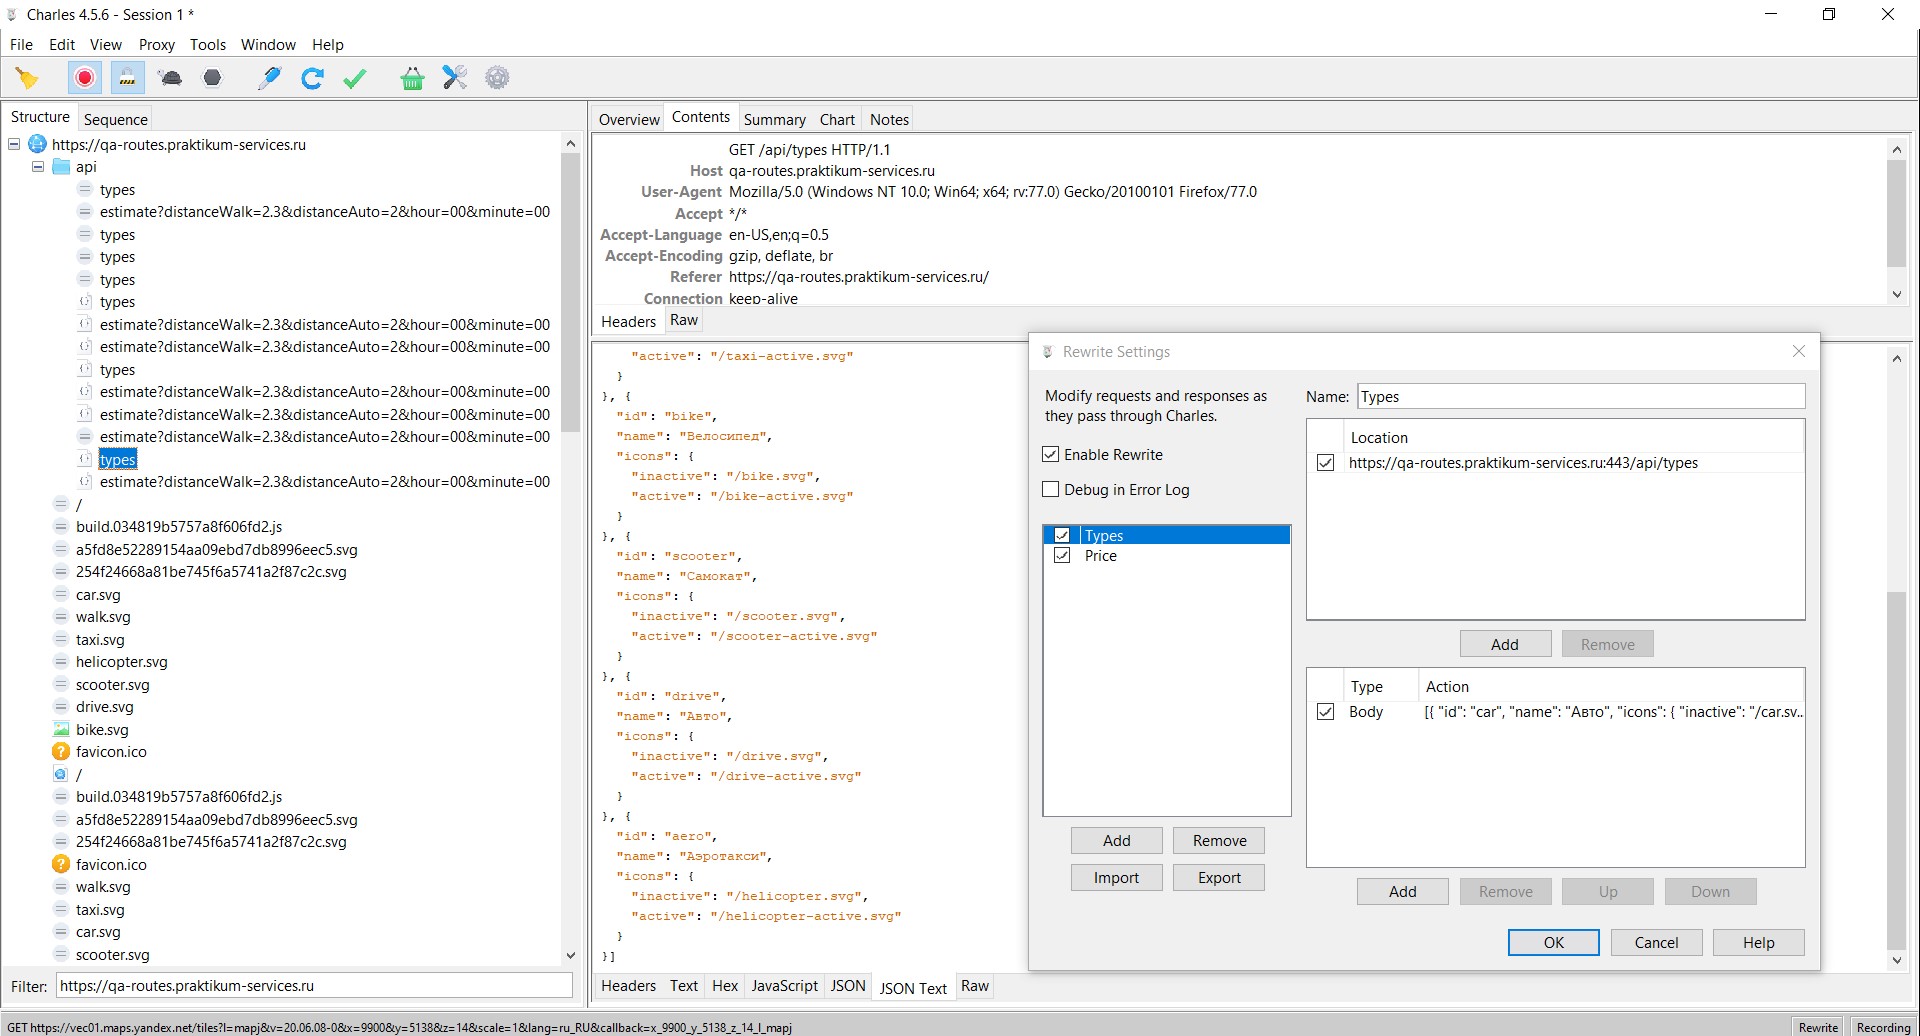 Charles 4.5.6 - Session 1 *
File Edit View Proxy Tools Window Help
Structure Sequence
https://qa-routes.praktikum-services.ru
api
types
estimate?distanceWalk=2.3&distanceAuto=2&hour=00&minute=00
types
types
types
types
estimate?distanceWalk=2.3&distanceAuto=2&hour=00&minute=00
estimate?distanceWalk=2.3&distanceAuto=2&hour=00&minute=00
types
estimate?distanceWalk=2.3&distanceAuto=2&hour=00&minute=00
estimate?distanceWalk=2.3&distanceAuto=2&hour=00&minute=00
estimate?distanceWalk=2.3&distanceAuto=2&hour=00&minute=00
types
estimate?distanceWalk=2.3&distanceAuto=2&hour=00&minute=00
/
build.034819b5757a8f606fd2.js
a5fd8e52289154aa09ebd7db8996eec5.svg
254f24668a81be745f6a5741a2f87c2c.svg
car.svg
walk.svg
taxi.svg
helicopter.svg
scooter.svg
drive.svg
bike.svg
favicon.ico
/
build.034819b5757a8f606fd2.js
a5fd8e52289154aa09ebd7db8996eec5.svg
254f24668a81be745f6a5741a2f87c2c.svg
favicon.ico
walk.svg
taxi.svg
car.svg
scooter.svg
Filter: https://qa-routes.praktikum-services.ru
Overview Contents Summary Chart Notes
GET /api/types HTTP/1.1
Host qa-routes.praktikum-services.ru
User-Agent Mozilla/5.0 (Windows NT 10.0; Win64; x64; rv:77.0) Gecko/20100101 Firefox/77.0
Accept */*
Accept-Language en-US,en;q=0.5
Accept-Encoding gzip, deflate, br
Referer https://qa-routes.praktikum-services.ru/
Connection keep-alive
Headers Raw
"active": "/taxi-active.svg"
}
}, {
"id": "bike",
"name": "Велосипед",
"icons": {
"inactive": "/bike.svg",
"active": "/bike-active.svg"
}
}, {
"id": "scooter",
"name": "Самокат",
"icons": {
"inactive": "/scooter.svg",
"active": "/scooter-active.svg"
}
}, {
"id": "drive",
"name": "Авто",
"icons": {
"inactive": "/drive.svg",
"active": "/drive-active.svg"
}
}, {
"id": "aero",
"name": "Аэротакси",
"icons": {
"inactive": "/helicopter.svg",
"active": "/helicopter-active.svg"
}
}]
Headers Text Hex JavaScript JSON JSON Text Raw
Rewrite Settings
Modify requests and responses as
they pass through Charles.
Enable Rewrite
Debug in Error Log
Types
Price
Add Remove
Import Export
Name: Types
Location
https://qa-routes.praktikum-services.ru:443/api/types
Add Remove
Type Action
Body [{ "id": "car", "name": "Авто", "icons": { "inactive": "/car.sv...
Add Remove Up Down
OK Cancel Help
GET https://vec01.maps.yandex.net/tiles?l=mapj&v=20.06.08-0&x=9900&y=5138&z=14&scale=1&lang=ru_RU&callback=x_9900_y_5138_z_14_l_mapj
Rewrite Recording